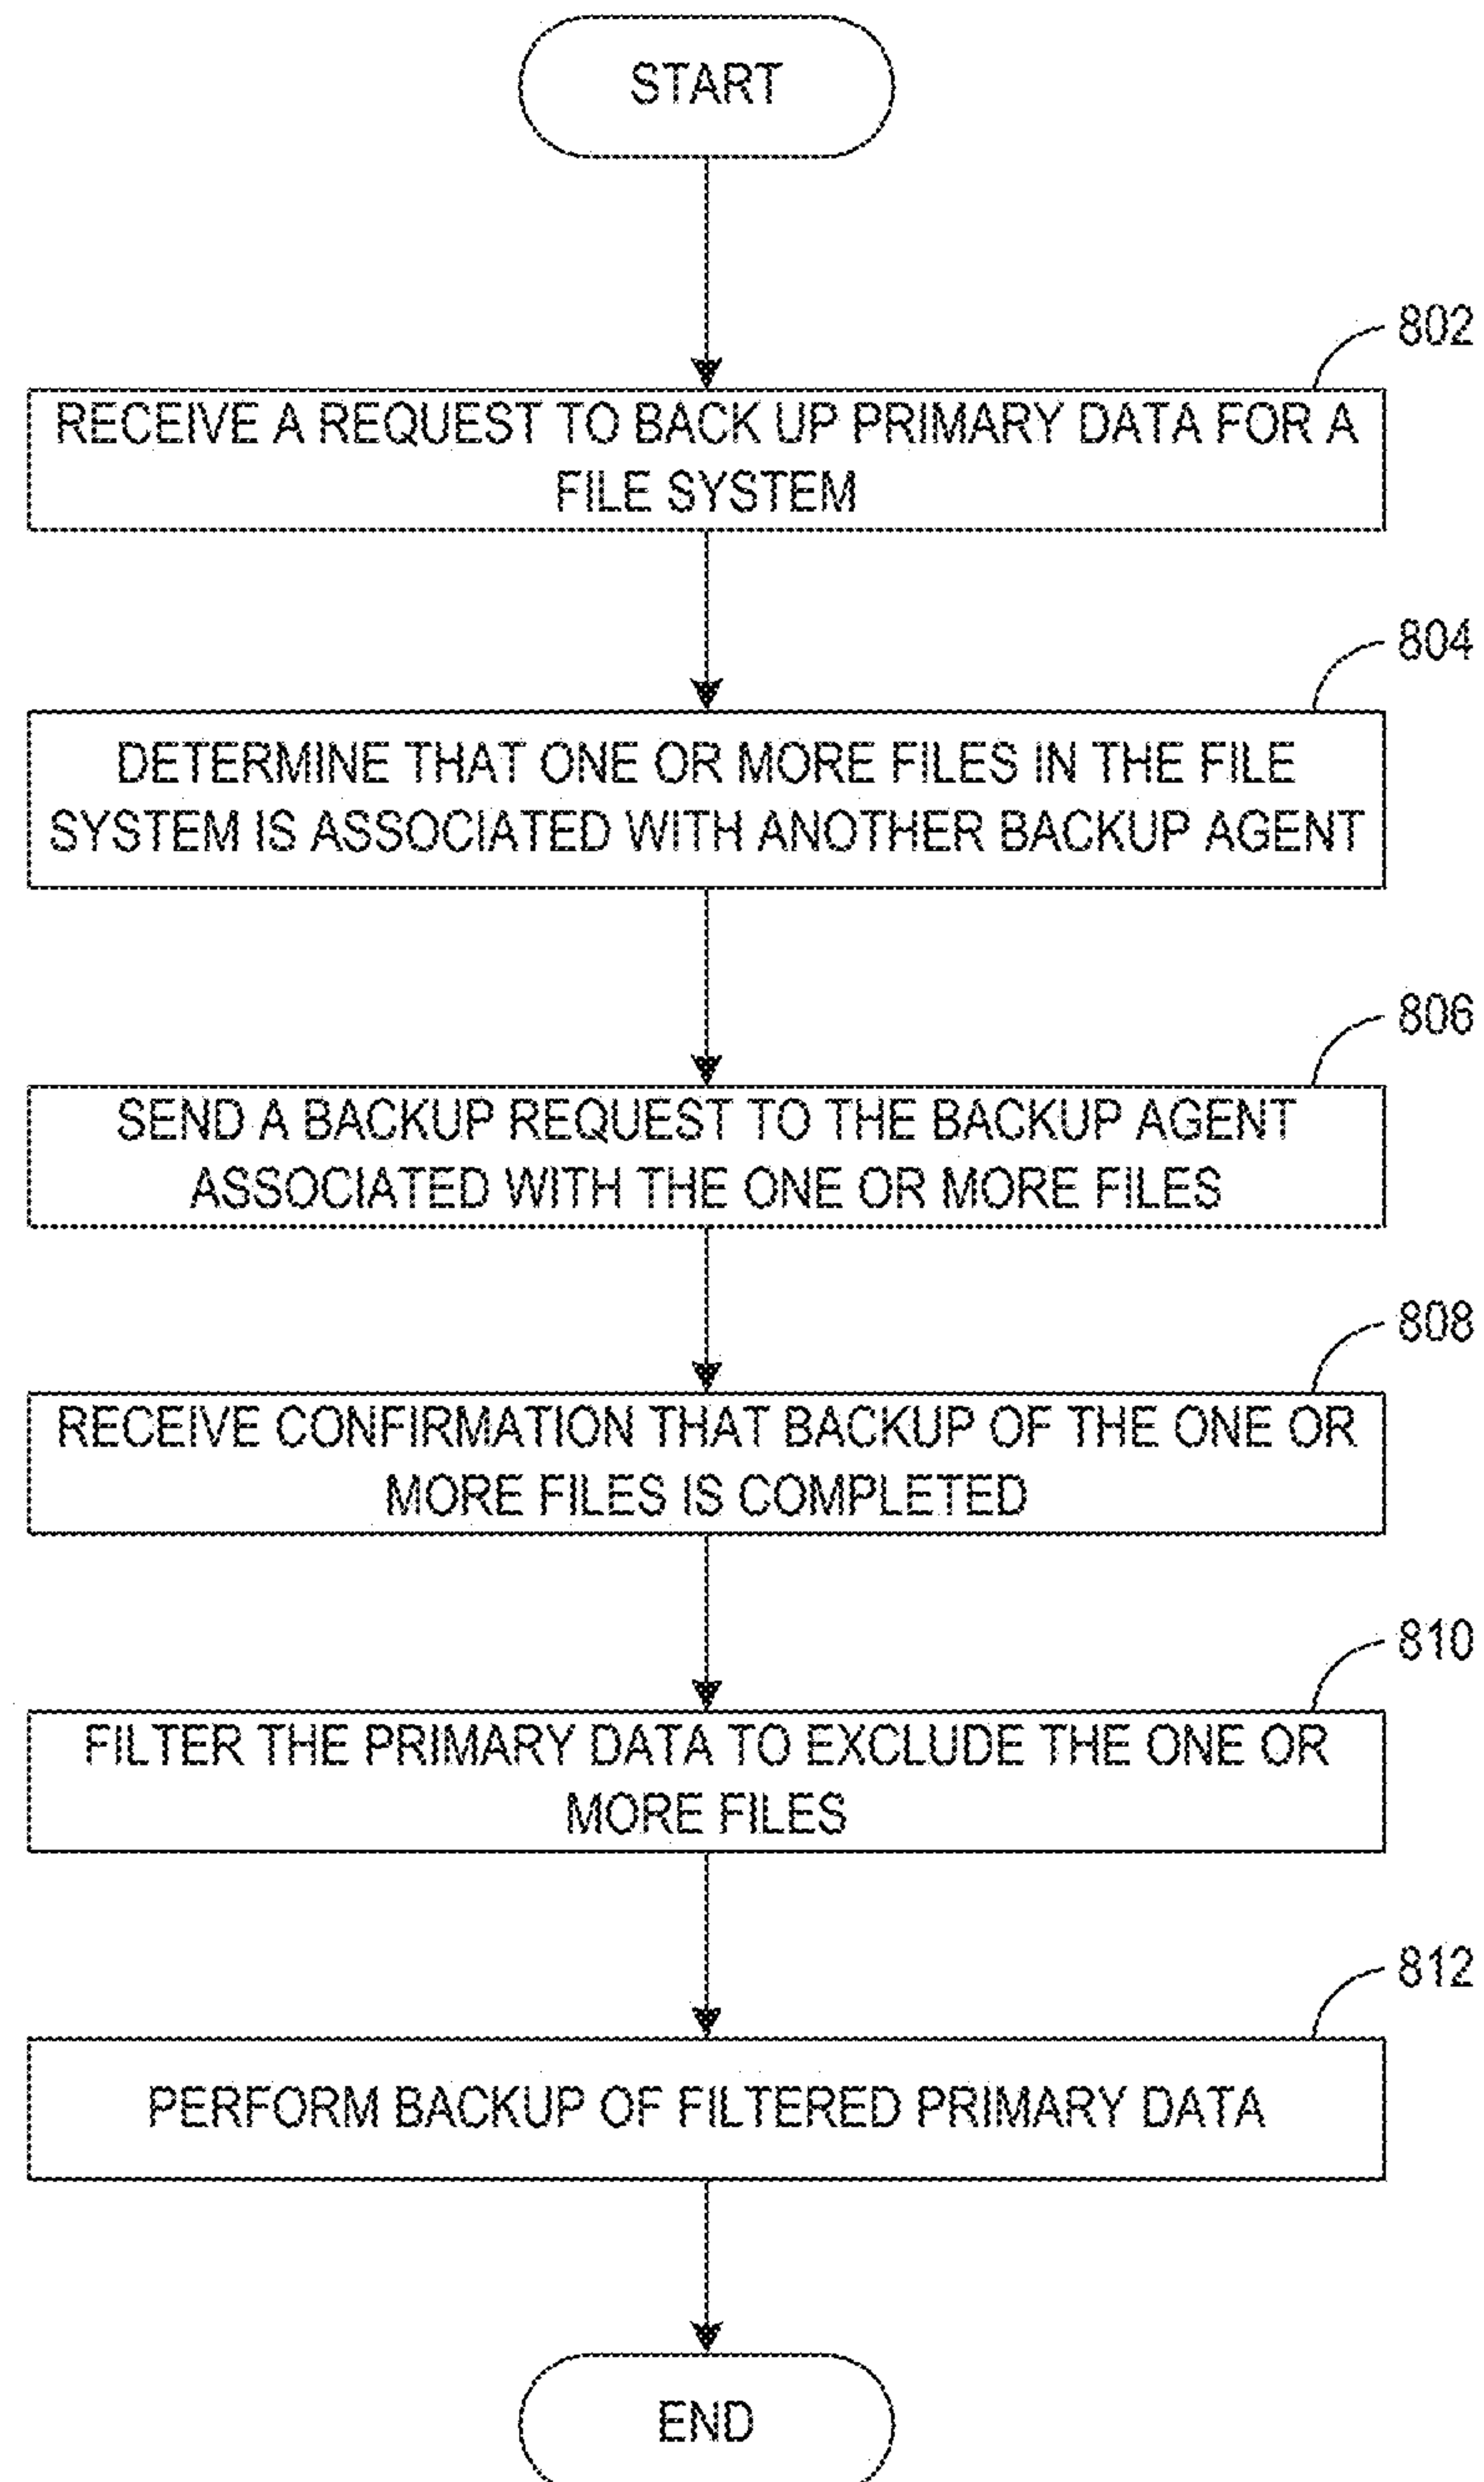 START
802
RECEIVE A REQUEST TO BACK UP PRIMARY DATA FOR A
FILE SYSTEM
804
DETERMINE THAT ONE OR MORE FILES IN THE FILE
SYSTEM IS ASSOCIATED WITH ANOTHER BACKUP AGENT
806
SEND A BACKUP REQUEST TO THE BACKUP AGENT
ASSOCIATED WITH THE ONE OR MORE FILES
808
RECEIVE CONFIRMATION THAT BACKUP OF THE ONE OR
MORE FILES IS COMPLETED
810
FILTER THE PRIMARY DATA TO EXCLUDE THE ONE OR
MORE FILES
812
PERFORM BACKUP OF FILTERED PRIMARY DATA
END